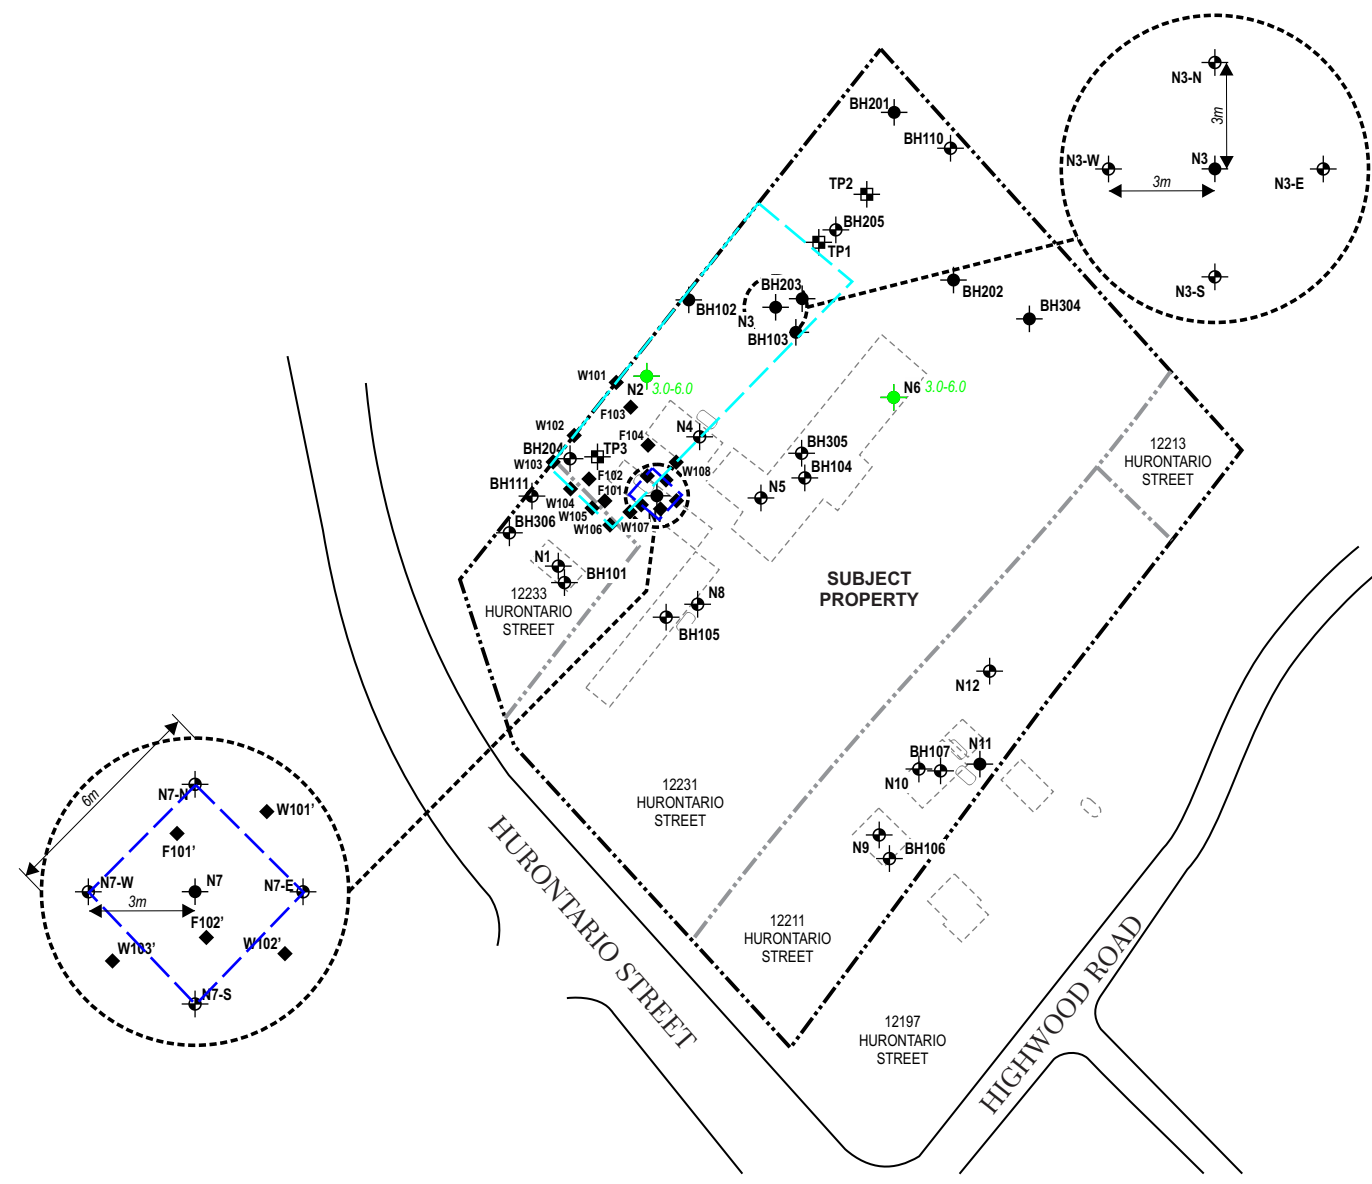 N3-N
3m
N3-W
N3
3m
N3-E
N3-S
BH201
BH110
TP2
BH205
TP1
BH203
BH202
BH102
N3
BH304
BH103
W101
N2
3.0-6.0
N6
3.0-6.0
F103
W102
F104
N4
BH204
TP3
BH305
12213
HURONTARIO
STREET
W103
W108
F102
BH104
BH111
F101
N5
W104
W105
BH306
W106
W107
N1
BH101
12233
HURONTARIO
STREET
N8
BH105
SUBJECT
PROPERTY
N12
N11
BH107
N10
12231
HURONTARIO
STREET
N9
BH106
6m
N7-N
W101'
F101'
N7-W
N7
N7-E
3m
F102'
W103'
W102'
N7-S
12211
HURONTARIO
STREET
HURONTARIO STREET
12197
HURONTARIO
STREET
HIGHWOOD ROAD